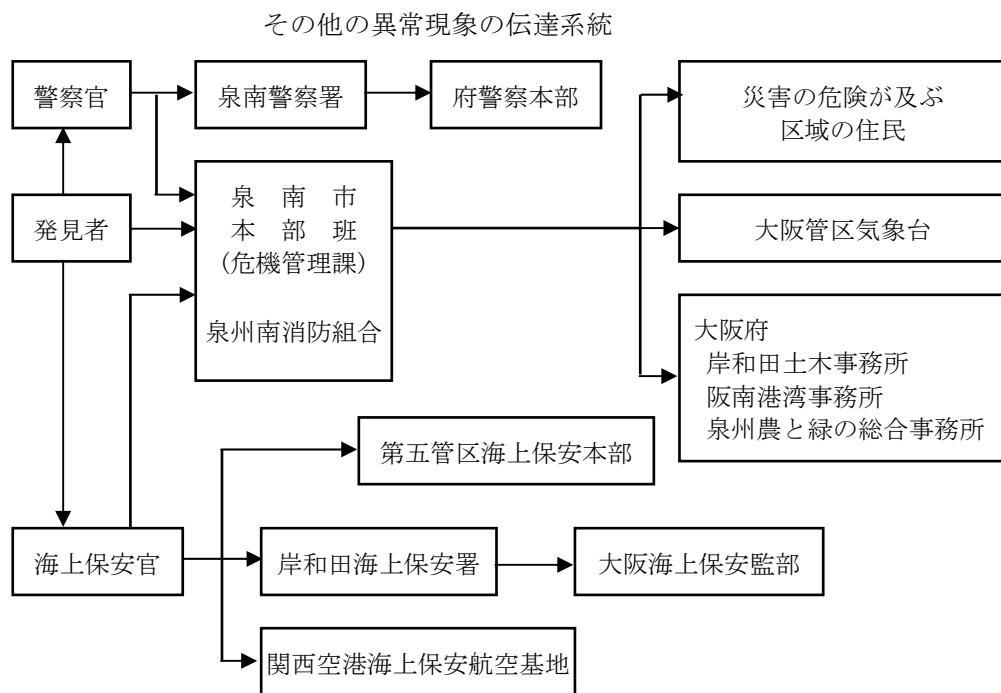 その他の異常現象の伝達系統
警察官
泉南警察署
府警察本部
災害の危険が及ぶ
区域の住民
発見者
泉　南　市
本　部　班
（危機管理課）
泉州南消防組合
大阪管区気象台
大阪府
岸和田土木事務所
阪南港湾事務所
泉州農と緑の総合事務所
第五管区海上保安本部
海上保安官
岸和田海上保安署
大阪海上保安監部
関西空港海上保安航空基地